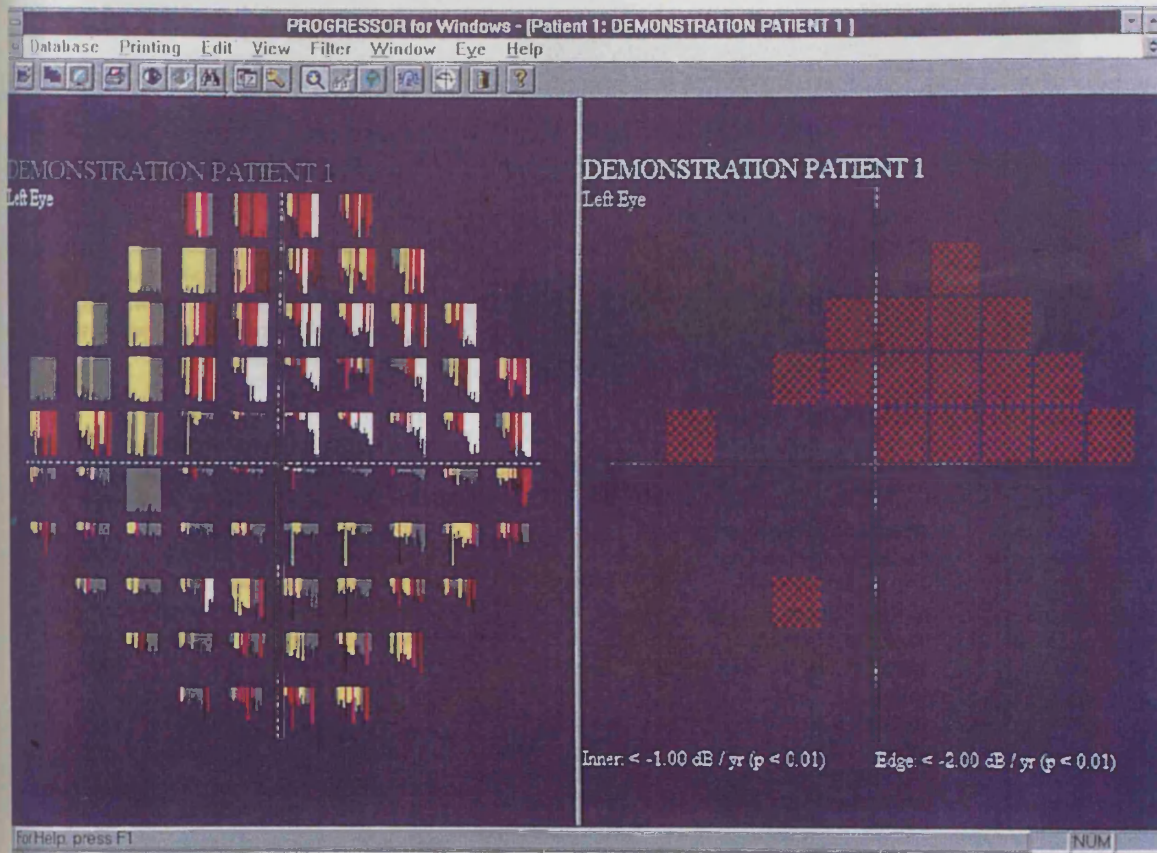 PROGRESSOR for Windows - [Patient 1: DEMONSTRATION PATIENT 1 ]
Database Printing Edit View Filter Window Eye Help
DEMONSTRATION PATIENT 1
Left Eye
DEMONSTRATION PATIENT 1
Left Eye
Inner: < -1.00 dB / yr (p < 0.01)
Edge: < -2.00 dB / yr (p < 0.01)
For Help, press F1
NUM